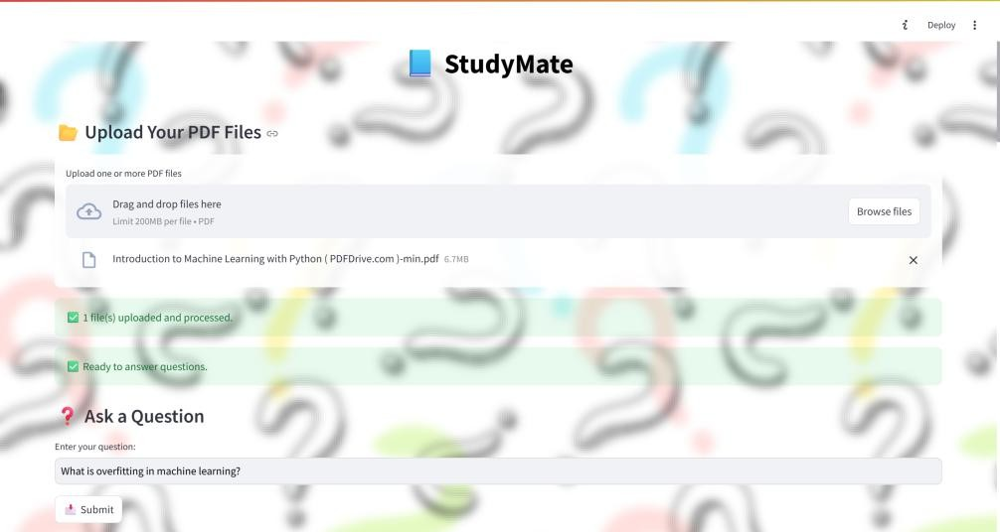 Deploy
StudyMate
Upload Your PDF Files
Upload one or more PDF files
Drag and drop files here
Limit 200MB per file • PDF
Browse files
Introduction to Machine Learning with Python ( PDFDrive.com )-min.pdf 6.7MB
1 file(s) uploaded and processed.
Ready to answer questions.
Ask a Question
Enter your question:
What is overfitting in machine learning?
Submit